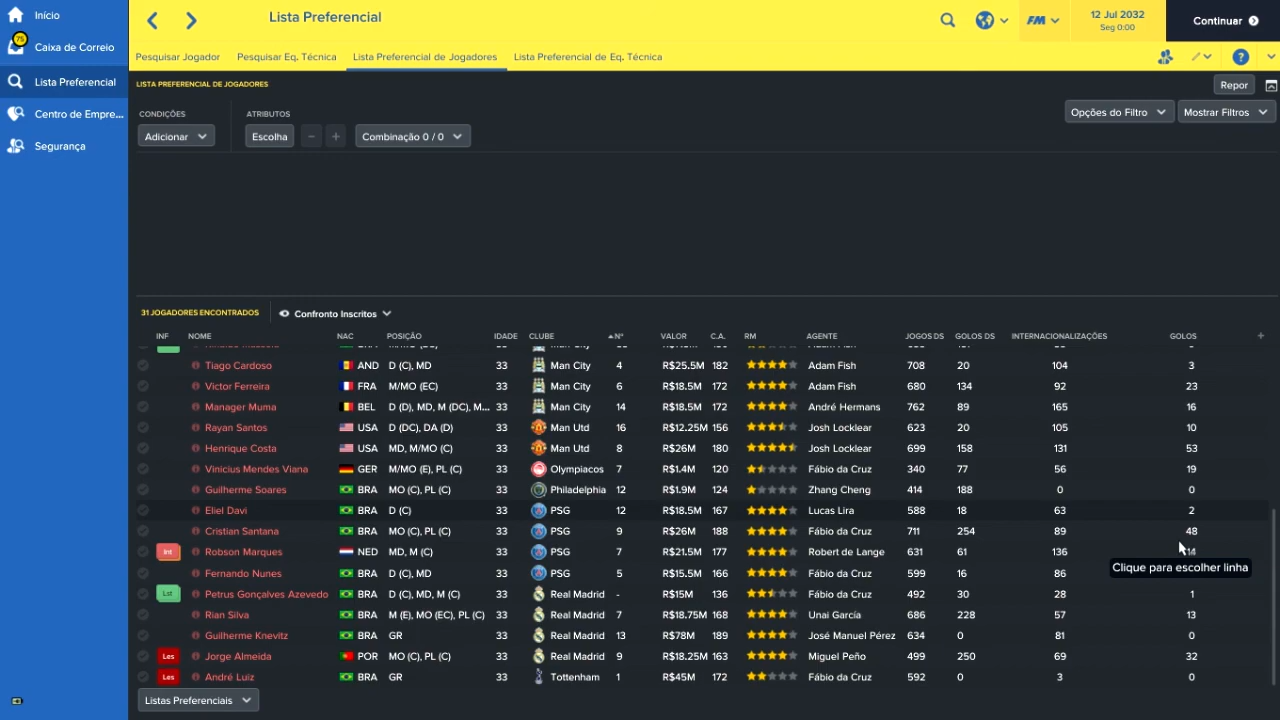 Início
75
Caixa de Correio
Lista Preferencial
Centro de Empre...
Segurança
Lista Preferencial
FM
12 Jul 2032
Seg 0:00
Continuar
Pesquisar Jogador Pesquisar Eq. Técnica Lista Preferencial de Jogadores Lista Preferencial de Eq. Técnica
LISTA PREFERENCIAL DE JOGADORES
Repor
CONDIÇÕES ATRIBUTOS
Opções do Filtro Mostrar Filtros
Adicionar Escolha Combinação 0 / 0
31 JOGADORES ENCONTRADOS Confronto Inscritos
INF NOME NAC POSIÇÃO IDADE CLUBE Nº VALOR C.A. RM AGENTE JOGOS DS GOLOS DS INTERNACIONALIZAÇÕES GOLOS
Tiago Cardoso AND D (C), MD 33 Man City 4 R$25.5M 182 Adam Fish 708 20 104 3
Victor Ferreira FRA M/MO (EC) 33 Man City 6 R$18.5M 172 Adam Fish 680 134 92 23
Manager Muma BEL D (D), MD, M (DC), M... 33 Man City 14 R$18.5M 172 André Hermans 762 89 165 16
Rayan Santos USA D (DC), DA (D) 33 Man Utd 16 R$12.25M 156 Josh Locklear 623 20 105 10
Henrique Costa USA MD, M/MO (C) 33 Man Utd 8 R$26M 180 Josh Locklear 699 158 131 53
Vinicius Mendes Viana GER M/MO (E), PL (C) 33 Olympiacos 7 R$1.4M 120 Fábio da Cruz 340 77 56 19
Guilherme Soares BRA MO (C), PL (C) 33 Philadelphia 12 R$1.9M 124 Zhang Cheng 414 188 0 0
Eliel Davi BRA D (C) 33 PSG 12 R$18.5M 167 Lucas Lira 588 18 63 2
Cristian Santana BRA MO (C), PL (C) 33 PSG 9 R$26M 188 Fábio da Cruz 711 254 89 48
Int Robson Marques NED MD, M (C) 33 PSG 7 R$21.5M 177 Robert de Lange 631 61 136 14
Fernando Nunes BRA D (C), MD 33 PSG 5 R$15.5M 166 Fábio da Cruz 599 16 86
Clique para escolher linha
Lst Petrus Gonçalves Azevedo BRA D (C), MD, M (C) 33 Real Madrid - R$15M 136 Fábio da Cruz 492 30 28 1
Rian Silva BRA M (E), MO (EC), PL (C) 33 Real Madrid 7 R$18.75M 168 Unai García 686 228 57 13
Guilherme Knevitz BRA GR 33 Real Madrid 13 R$78M 189 José Manuel Pérez 634 0 81 0
Les Jorge Almeida POR MO (C), PL (C) 33 Real Madrid 9 R$18.25M 163 Miguel Peño 499 250 69 32
Les André Luiz BRA GR 33 Tottenham 1 R$45M 172 Fábio da Cruz 592 0 3 0
Listas Preferenciais